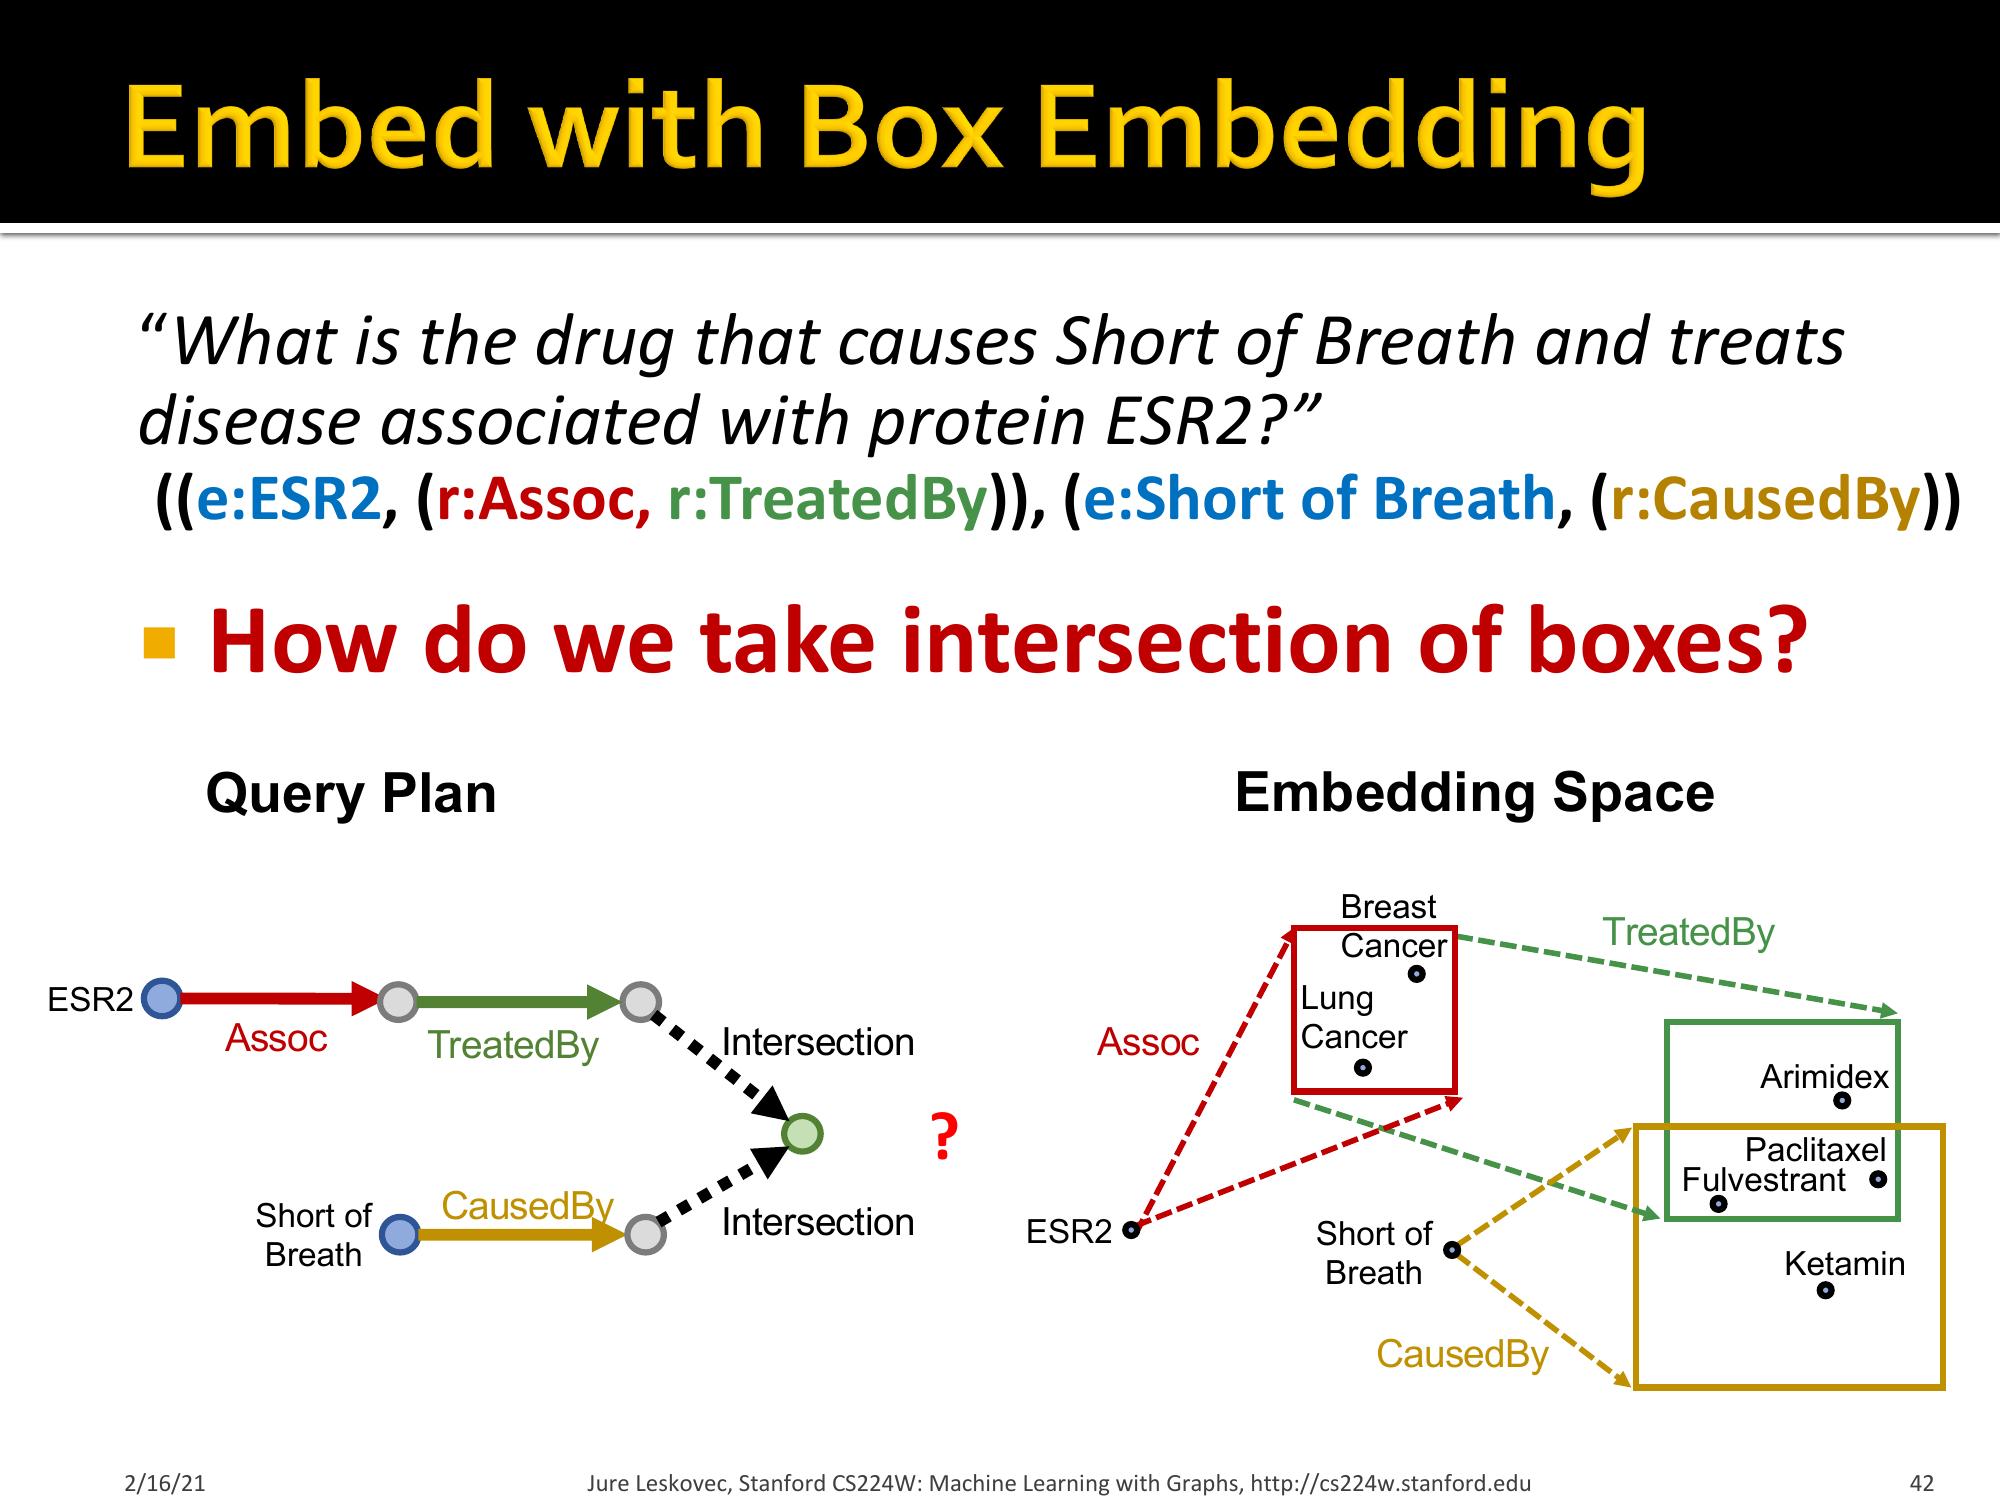 Embed with Box Embedding
“What is the drug that causes Short of Breath and treats
disease associated with protein ESR2?”
((e:ESR2, (r:Assoc, r:TreatedBy)), (e:Short of Breath, (r:CausedBy))
How do we take intersection of boxes?
Query Plan
ESR2
Assoc
TreatedBy
Intersection
?
Short of
Breath
CausedBy
Intersection
Embedding Space
Breast
Cancer
Lung
Cancer
TreatedBy
Assoc
Arimidex
Paclitaxel
Fulvestrant
ESR2
Short of
Breath
Ketamin
CausedBy
2/16/21
Jure Leskovec, Stanford CS224W: Machine Learning with Graphs, http://cs224w.stanford.edu
42